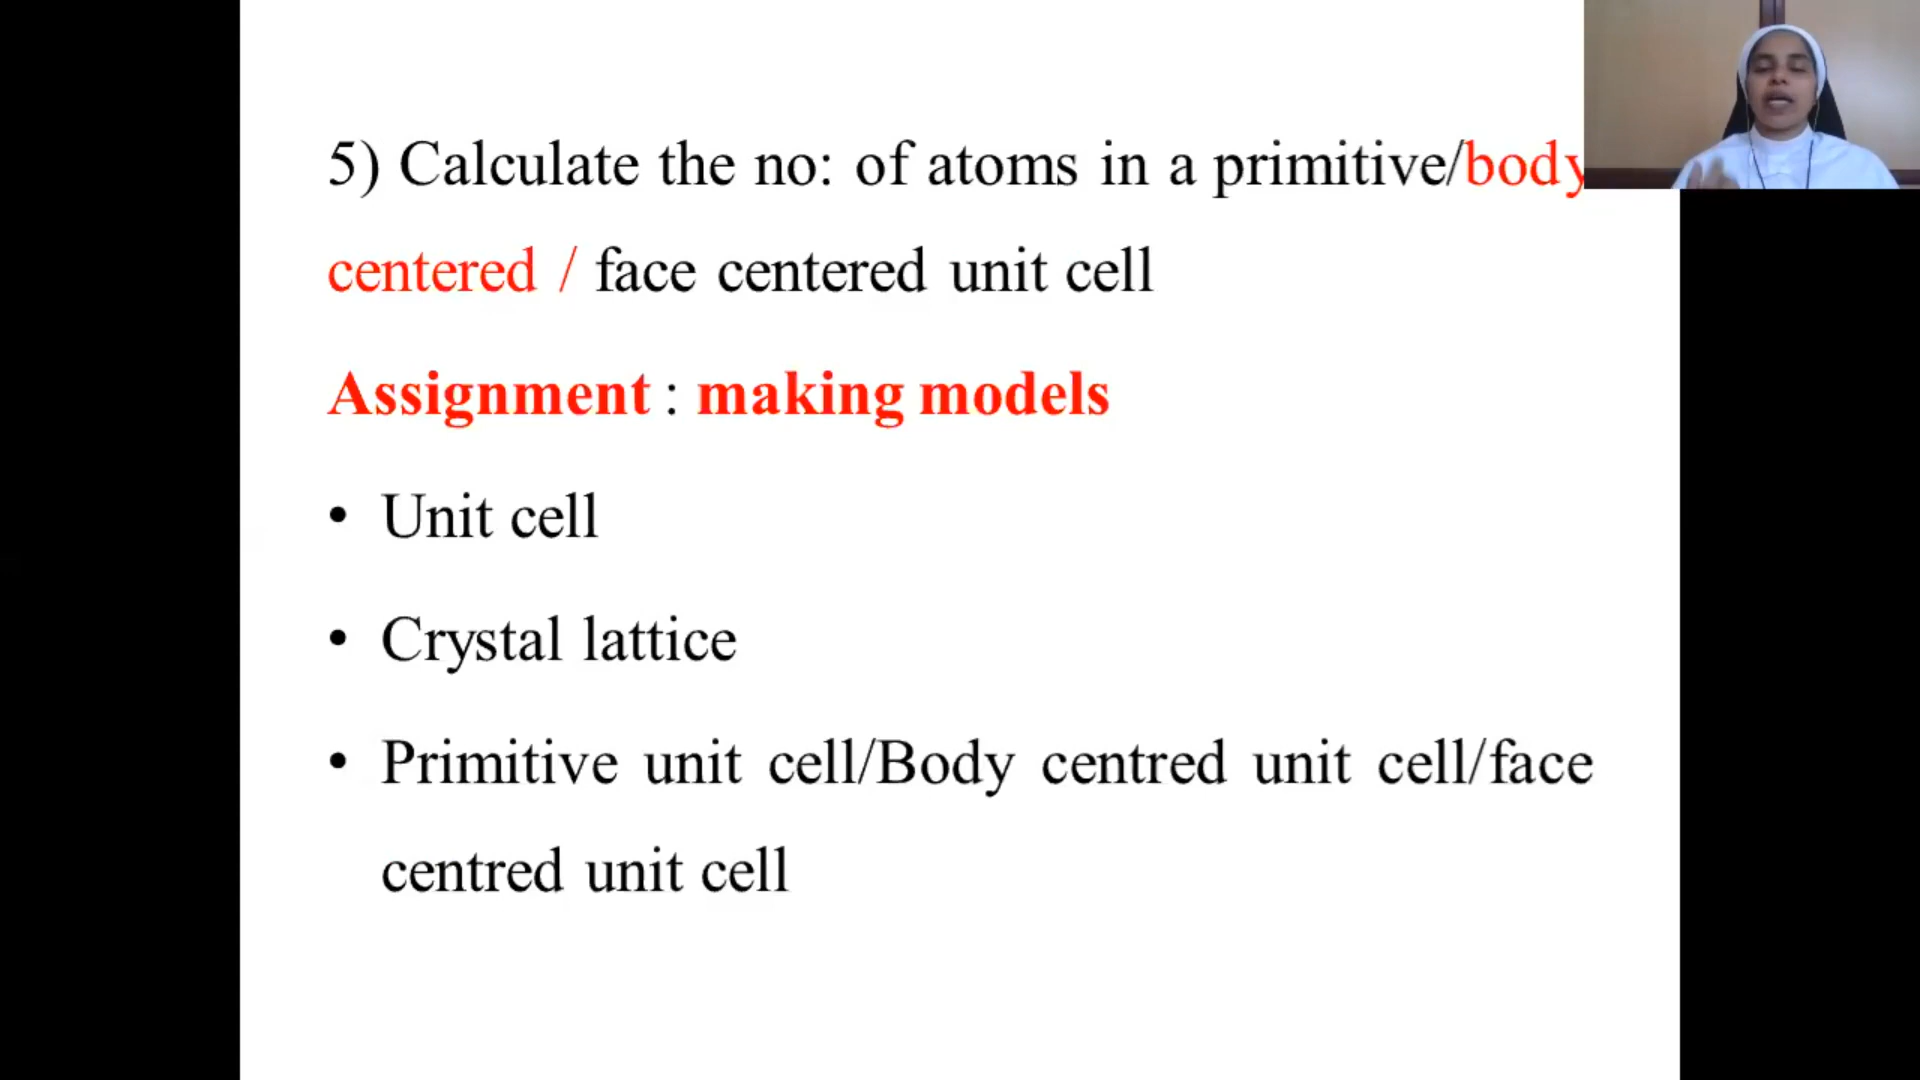 5) Calculate the no: of atoms in a primitive/body
centered / face centered unit cell
Assignment : making models
• Unit cell
• Crystal lattice
• Primitive unit cell/Body centred unit cell/face
centred unit cell